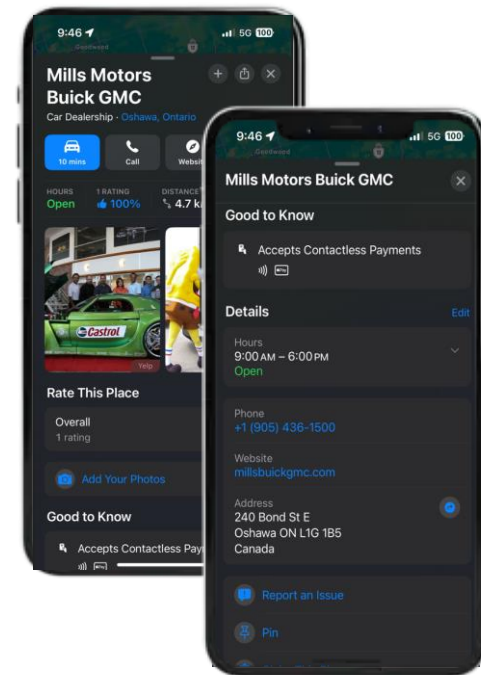 9:46
5G 100
Goodwood
Mills Motors
Buick GMC
Car Dealership · Oshawa, Ontario
10 mins
Call
Websit
HOURS
1 RATING
DISTANCE
Open
100%
4.7 k
Castrol
Yelp
Rate This Place
Overall
1 rating
Add Your Photos
Good to Know
Accepts Contactless Pay
9:46
5G 100
Goodwood
Mills Motors Buick GMC
Good to Know
Accepts Contactless Payments
Details
Edit
Hours
9:00 AM – 6:00 PM
Open
Phone
+1 (905) 436-1500
Website
millsbuickgmc.com
Address
240 Bond St E
Oshawa ON L1G 1B5
Canada
Report an Issue
Pin